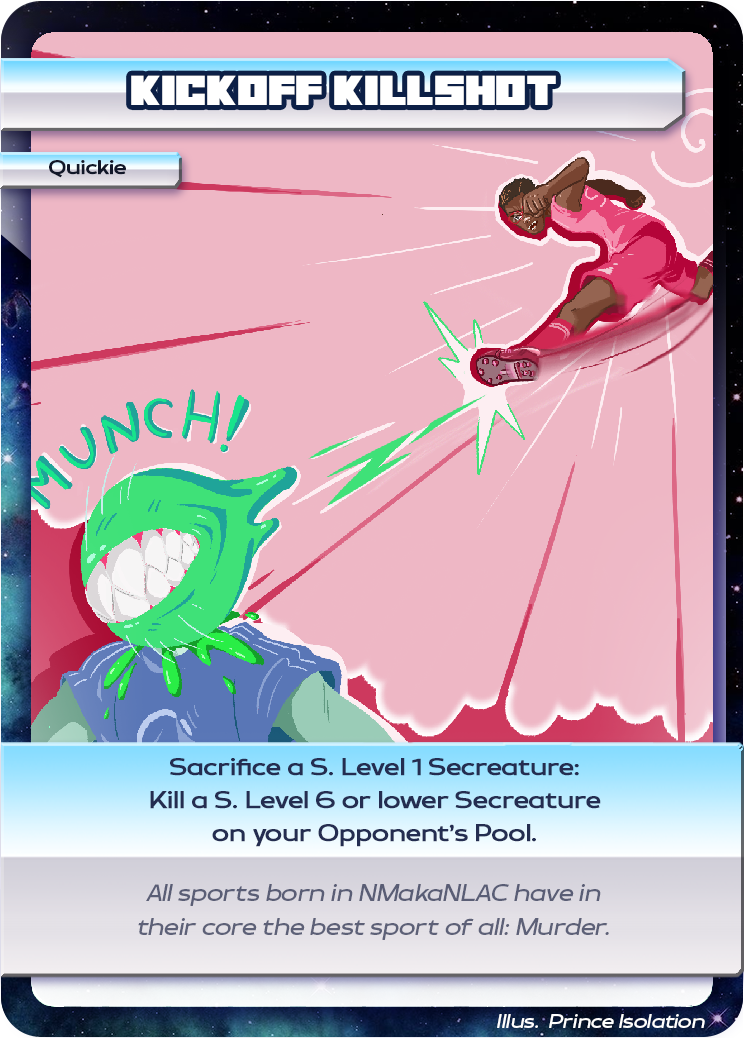 KICKOFF KILLSHOT
Quickie
MUNCH!
Sacrifice a S. Level 1 Secreature:
Kill a S. Level 6 or lower Secreature
on your Opponent's Pool.
All sports born in NMakaNLAC have in
their core the best sport of all: Murder.
Illus. Prince Isolation